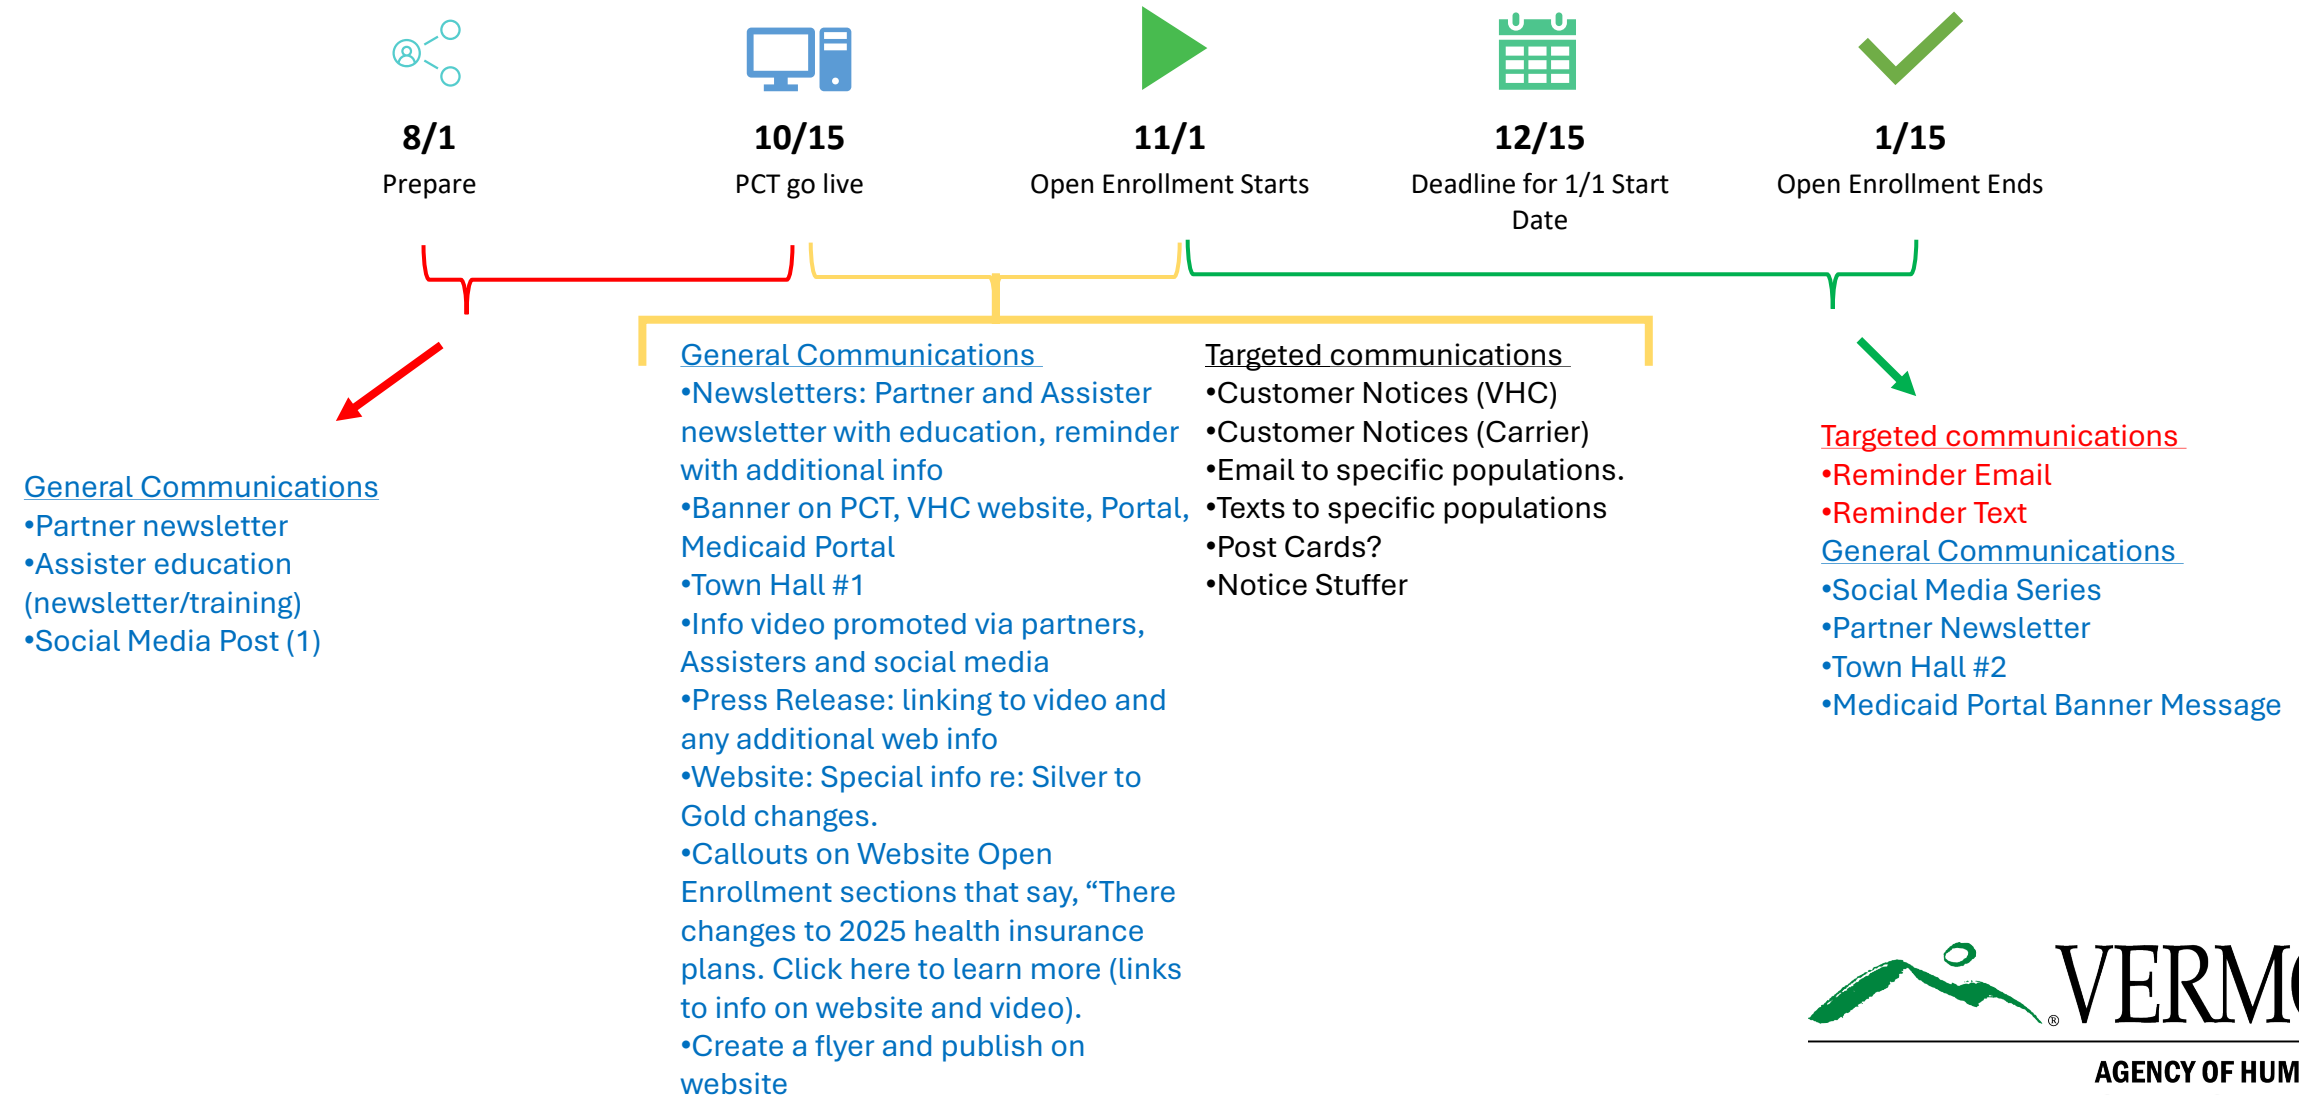 8/1
Prepare
10/15
PCT go live
11/1
Open Enrollment Starts
12/15
Deadline for 1/1 Start
Date
1/15
Open Enrollment Ends
General Communications
•Partner newsletter
•Assister education
(newsletter/training)
•Social Media Post (1)
General Communications
•Newsletters: Partner and Assister
newsletter with education, reminder
with additional info
•Banner on PCT, VHC website, Portal,
Medicaid Portal
•Town Hall #1
•Info video promoted via partners,
Assisters and social media
•Press Release: linking to video and
any additional web info
•Website: Special info re: Silver to
Gold changes.
•Callouts on Website Open
Enrollment sections that say, “There
changes to 2025 health insurance
plans. Click here to learn more (links
to info on website and video).
•Create a flyer and publish on
website
Targeted communications
•Customer Notices (VHC)
•Customer Notices (Carrier)
•Email to specific populations.
•Texts to specific populations
•Post Cards?
•Notice Stuffer
Targeted communications
•Reminder Email
•Reminder Text
General Communications
•Social Media Series
•Partner Newsletter
•Town Hall #2
•Medicaid Portal Banner Message
® VERMO
AGENCY OF HUM